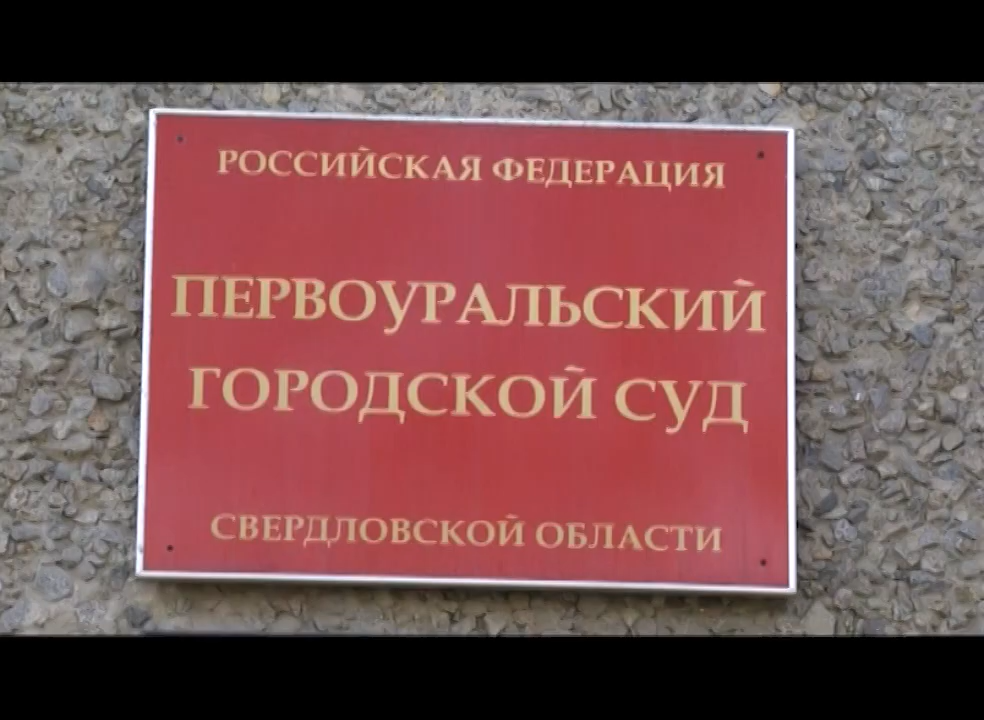 РОССИЙСКАЯ ФЕДЕРАЦИЯ
ПЕРВОУРАЛЬСКИЙ
ГОРОДСКОЙ СУД
СВЕРДЛОВСКОЙ ОБЛАСТИ